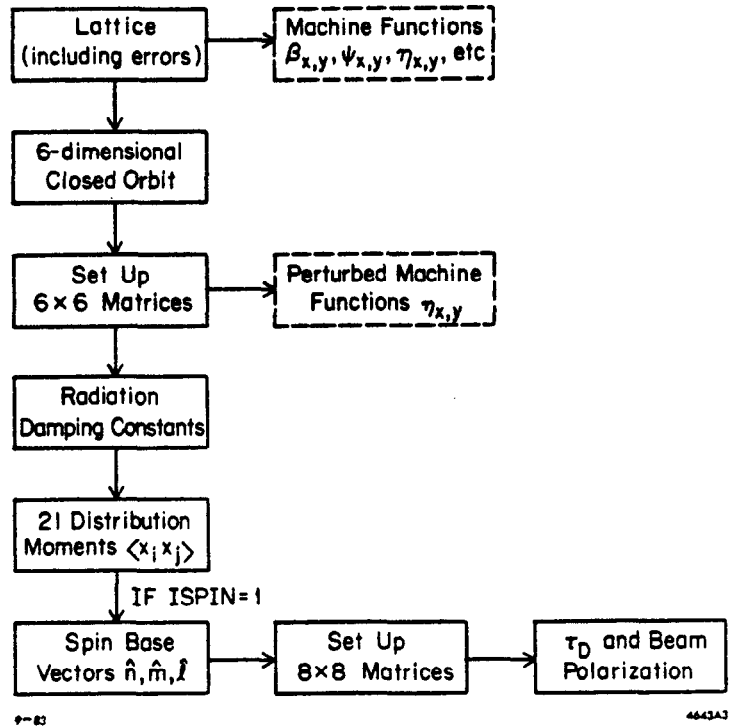 Lattice
(including errors)
Machine Functions
βx,y, ψx,y, ηx,y, etc
6-dimensional
Closed Orbit
Set Up
6×6 Matrices
Perturbed Machine
Functions ηx,y
Radiation
Damping Constants
21 Distribution
Moments ⟨xi xj⟩
IF ISPIN=1
Spin Base
Vectors n̂, m̂, l̂
Set Up
8×8 Matrices
τD and Beam
Polarization
9-83
4643A3